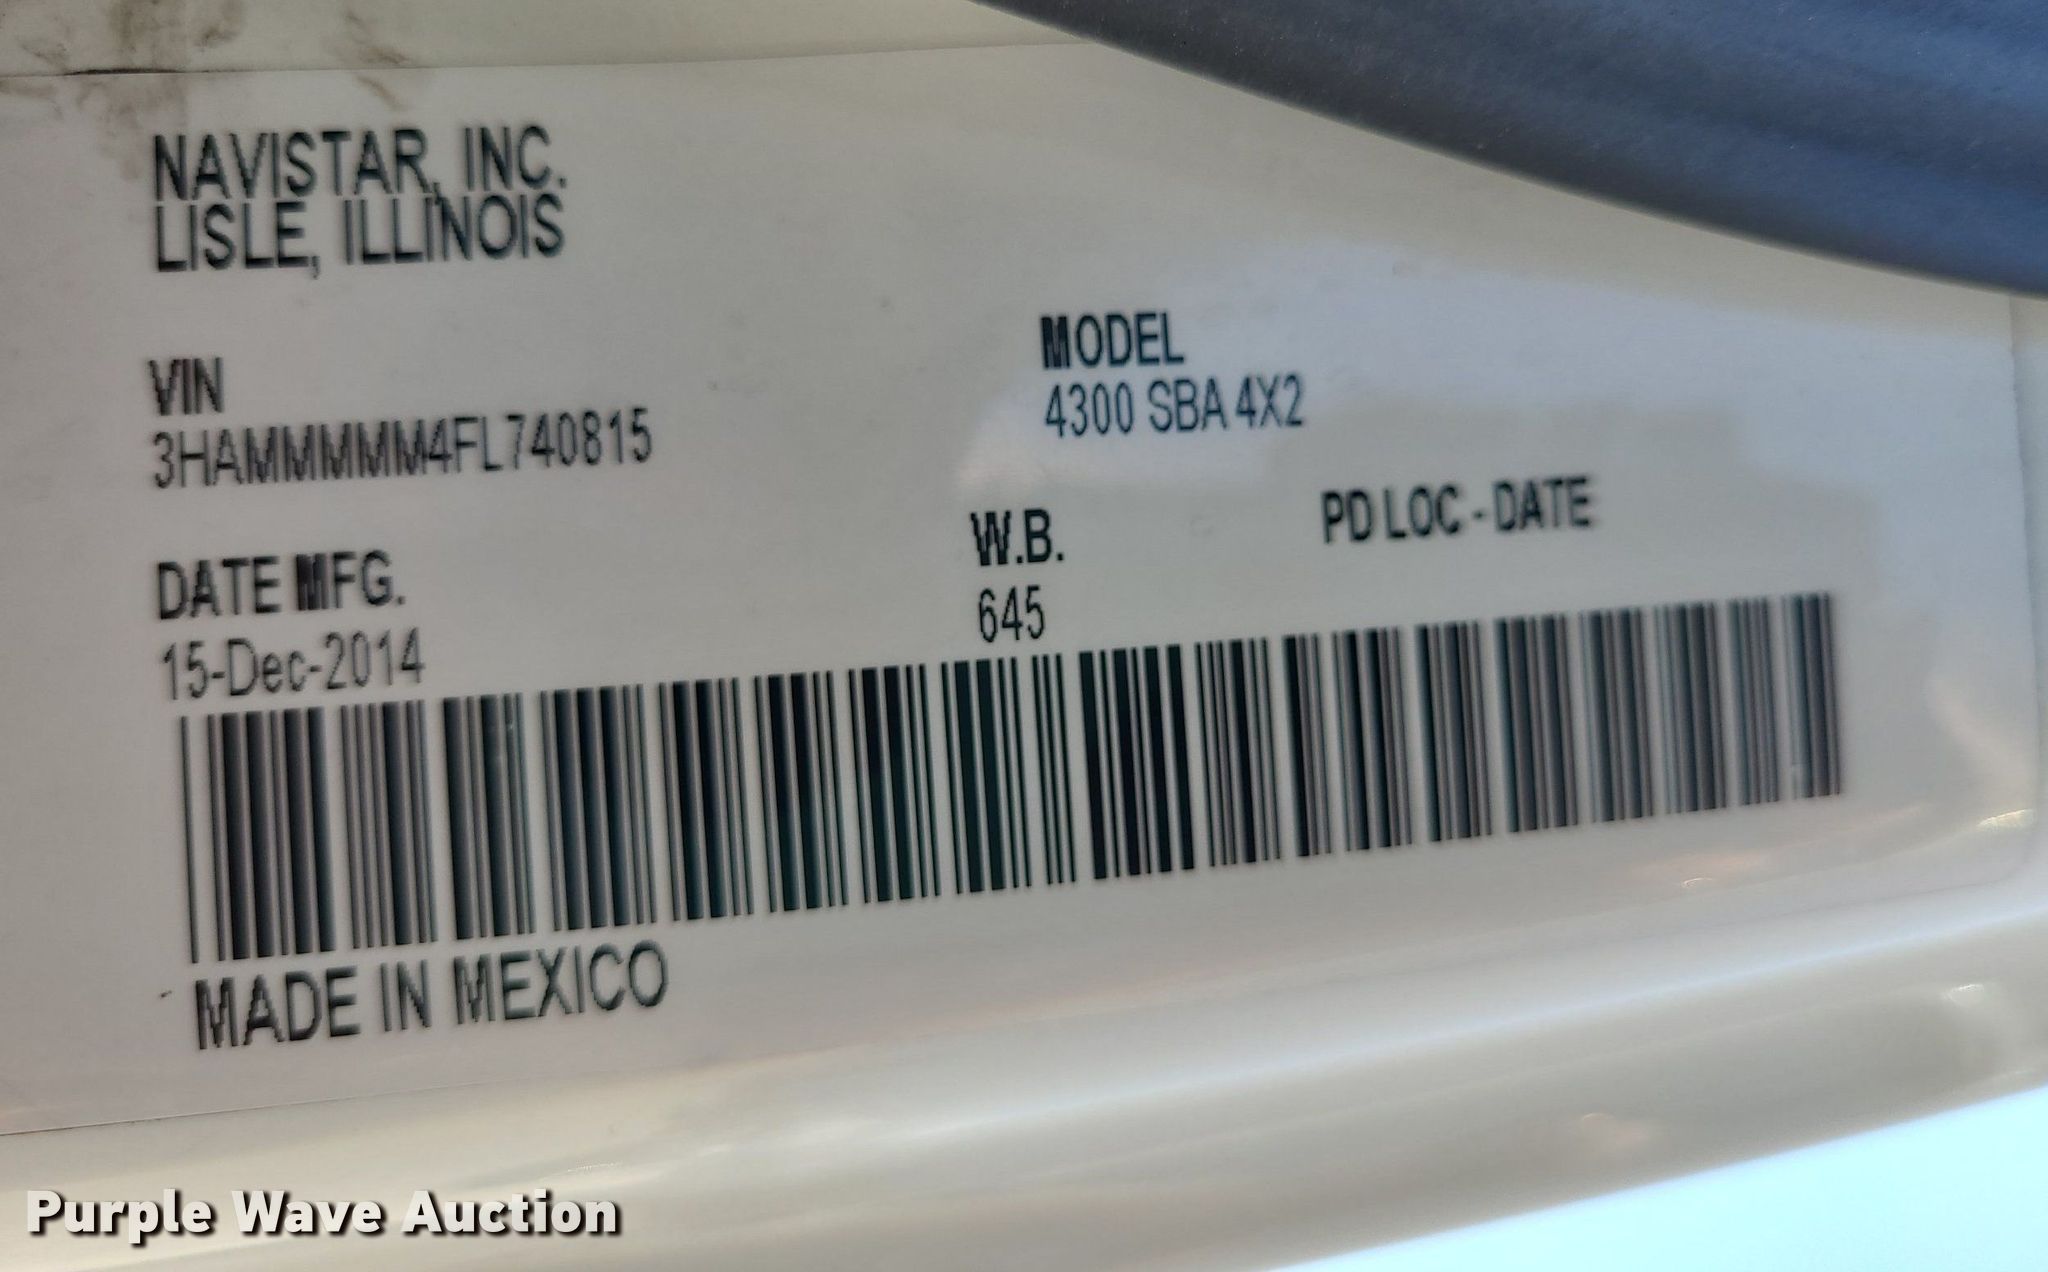 NAVISTAR, INC.
LISLE, ILLINOIS
VIN
3HAMMMMM4FL740815
MODEL
4300 SBA 4X2
DATE MFG.
15-Dec-2014
W.B.
645
PD LOC - DATE
MADE IN MEXICO
Purple Wave Auction